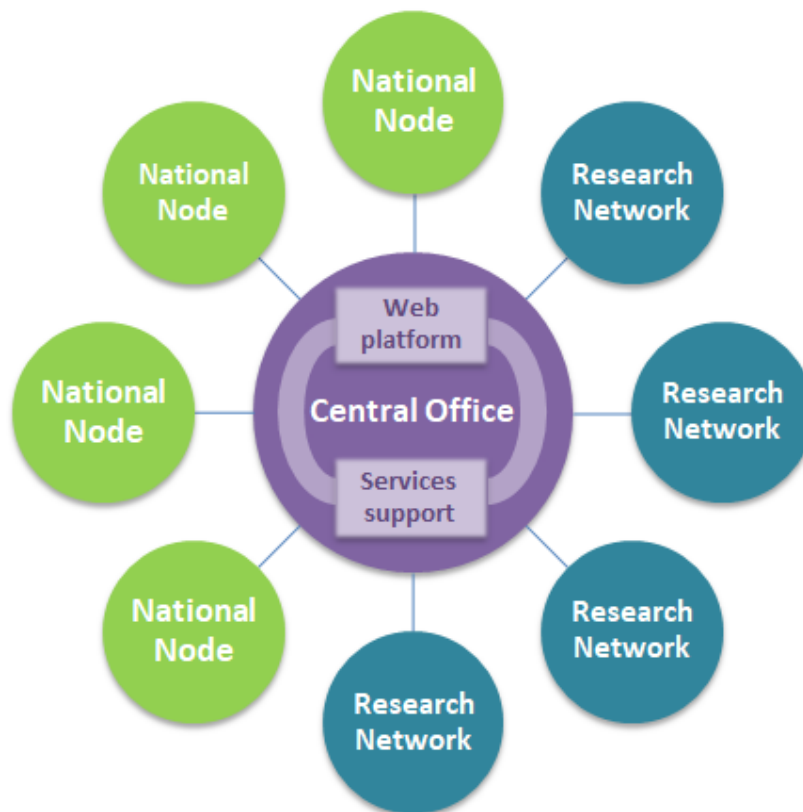 National
Node
National
Node
Research
Network
Web
platform
National
Node
Central Office
Research
Network
Services
support
National
Node
Research
Network
Research
Network